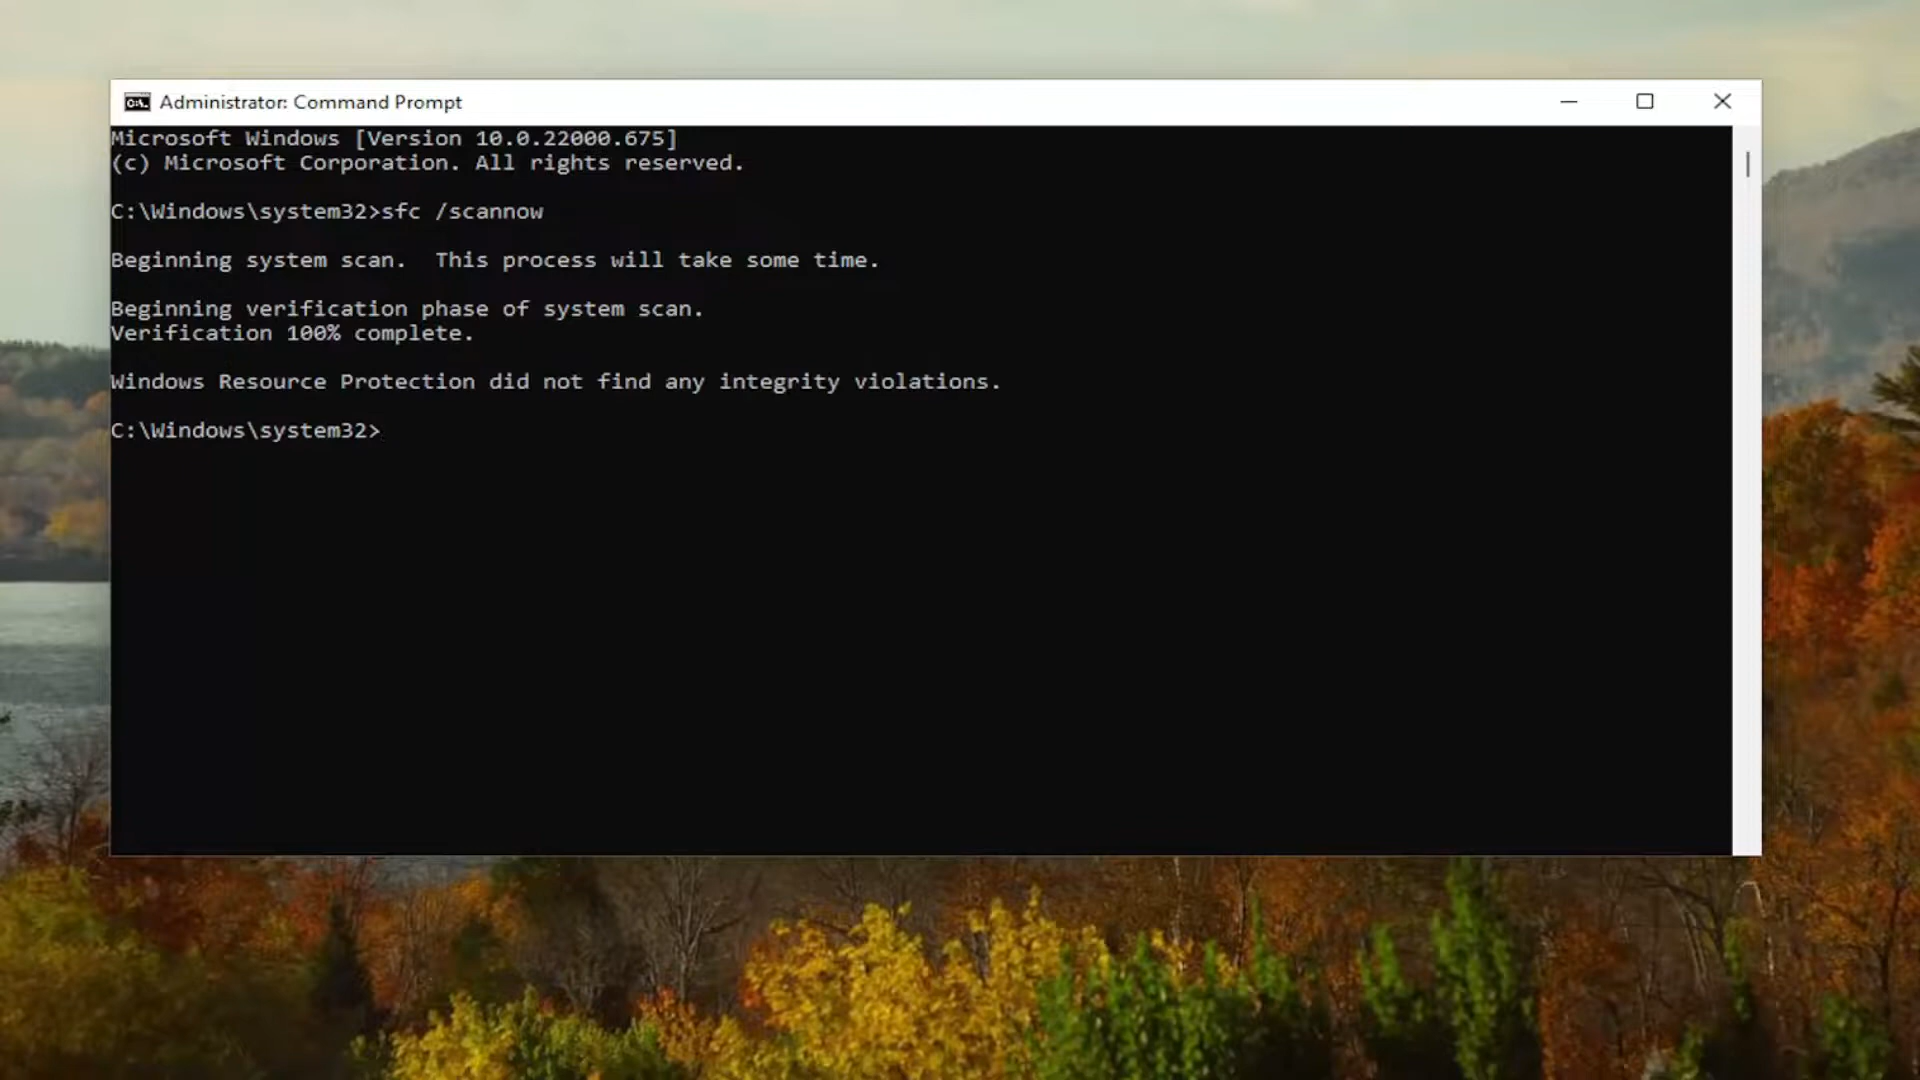 Administrator: Command Prompt
Microsoft Windows [Version 10.0.22000.675]
(c) Microsoft Corporation. All rights reserved.
C:\Windows\system32>sfc /scannow
Beginning system scan.  This process will take some time.
Beginning verification phase of system scan.
Verification 100% complete.
Windows Resource Protection did not find any integrity violations.
C:\Windows\system32>